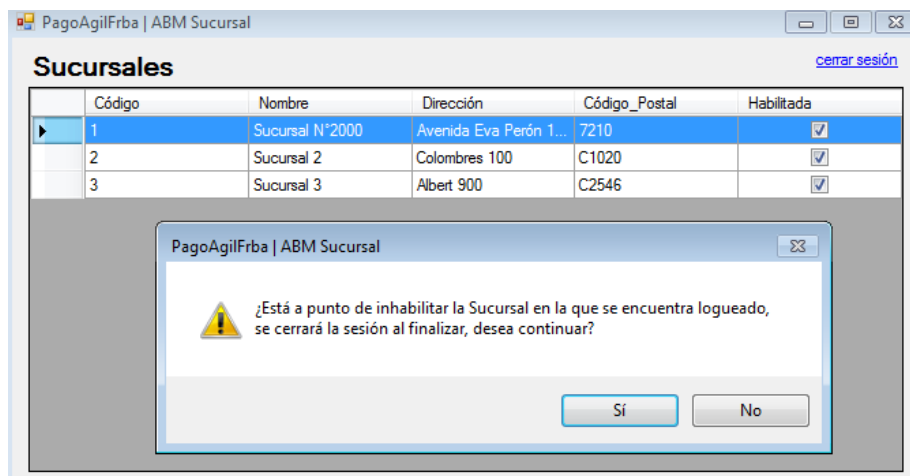 PagoAgilFrba | ABM Sucursal
Sucursales
cerrar sesión
Código Nombre Dirección Código_Postal Habilitada
1 Sucursal N°2000 Avenida Eva Perón 1... 7210
2 Sucursal 2 Colombres 100 C1020
3 Sucursal 3 Albert 900 C2546
PagoAgilFrba | ABM Sucursal
¿Está a punto de inhabilitar la Sucursal en la que se encuentra logueado,
se cerrará la sesión al finalizar, desea continuar?
Sí No